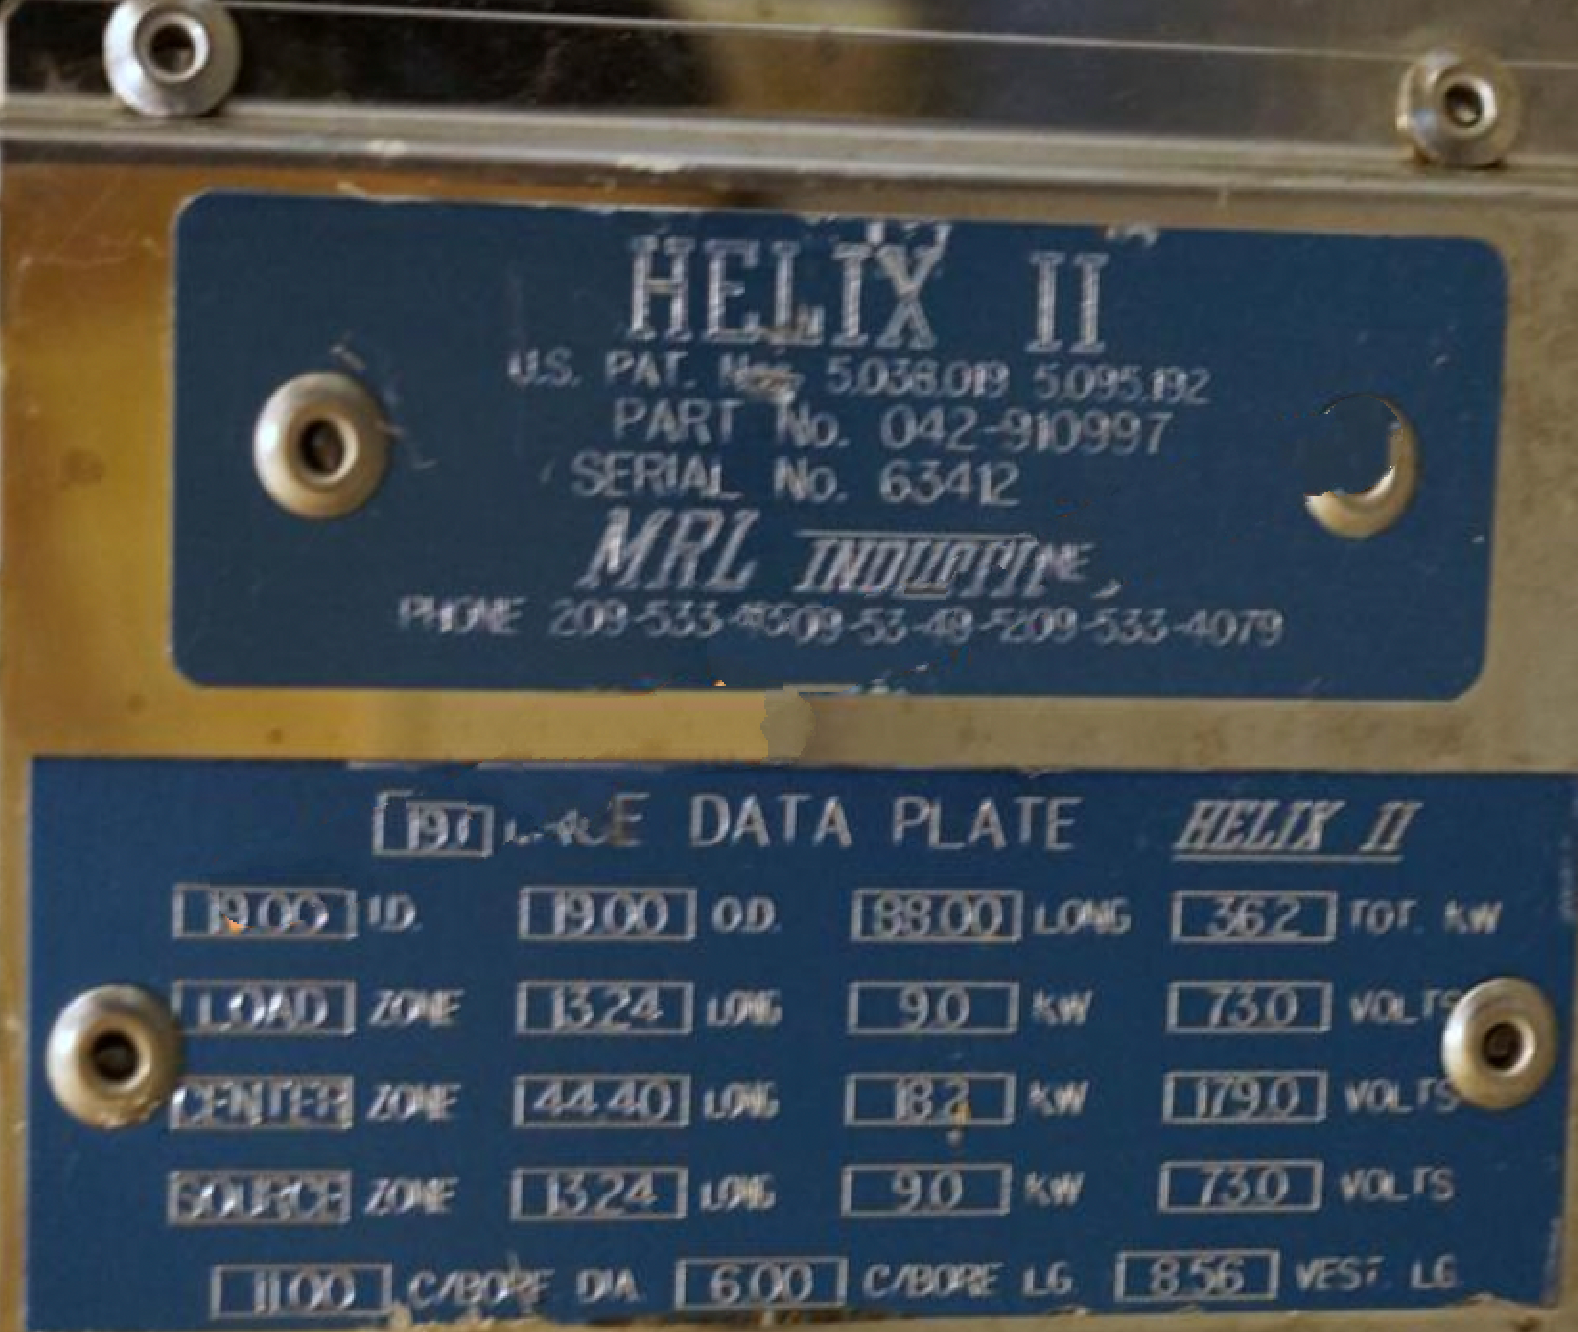 HELIX II
U.S. PAT. 5,038,019 5,095,192
PART No. 042-910997
SERIAL No. 63412
MRL
PHONE 209-533-4079
DATA PLATE HELIX II
19.00 I.D. 19.00 O.D. 88.00 LONG 36.2 TOT. KW
LOAD ZONE 13.24 LONG 9.0 KW 73.0 VOLTS
CENTER ZONE 44.40 LONG 18.2 KW 179.0 VOLTS
SOURCE ZONE 13.24 LONG 9.0 KW 73.0 VOLTS
11.00 C/BORE DIA. 6.00 C/BORE LG. 8.56 VEST. LG.